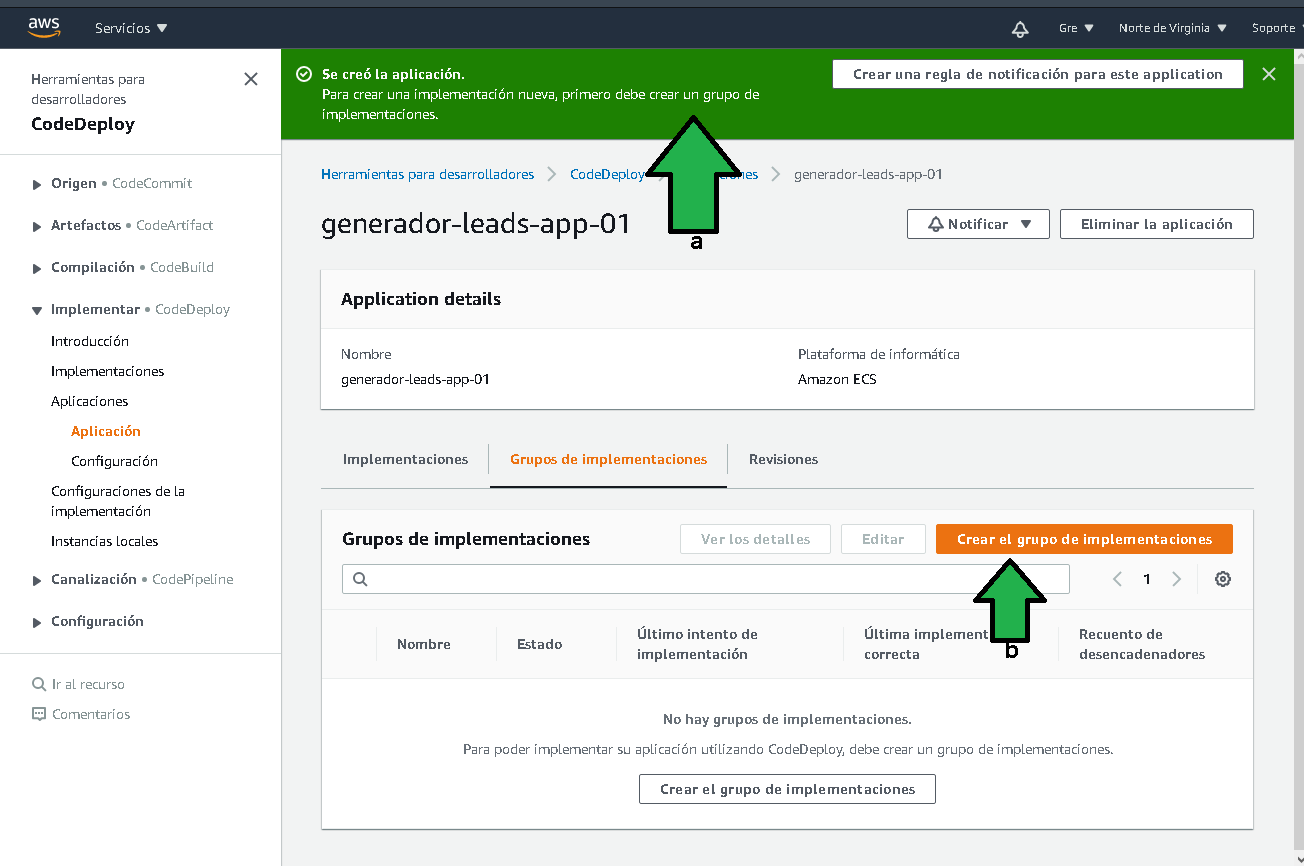 aws
Servicios
Gre
Norte de Virginia
Soporte
Herramientas para
desarrolladores
CodeDeploy
Origen • CodeCommit
Artefactos • CodeArtifact
Compilación • CodeBuild
Implementar • CodeDeploy
Introducción
Implementaciones
Aplicaciones
Aplicación
Configuración
Configuraciones de la
implementación
Instancias locales
Canalización • CodePipeline
Configuración
Ir al recurso
Comentarios
Se creó la aplicación.
Para crear una implementación nueva, primero debe crear un grupo de
implementaciones.
Crear una regla de notificación para este application
Herramientas para desarrolladores
CodeDeploy
generador-leads-app-01
a
generador-leads-app-01
Notificar
Eliminar la aplicación
Application details
Nombre
generador-leads-app-01
Plataforma de informática
Amazon ECS
Implementaciones
Grupos de implementaciones
Revisiones
Grupos de implementaciones
Ver los detalles
Editar
Crear el grupo de implementaciones
1
b
Nombre
Estado
Último intento de
implementación
Última
correcta
Recuento de
desencadenadores
No hay grupos de implementaciones.
Para poder implementar su aplicación utilizando CodeDeploy, debe crear un grupo de implementaciones.
Crear el grupo de implementaciones